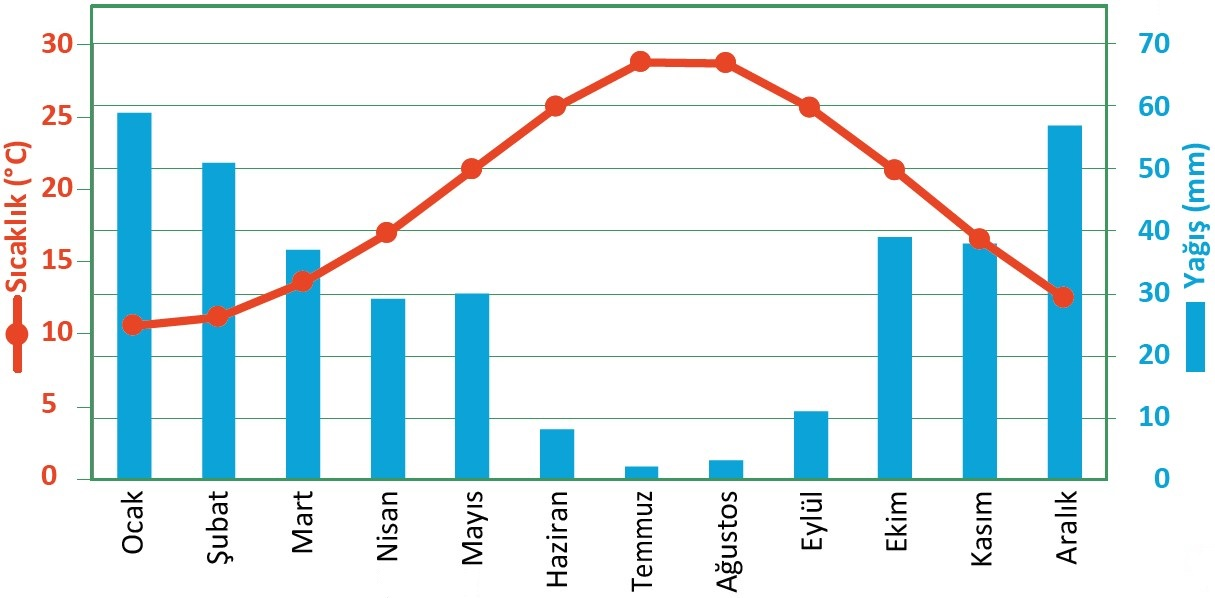 Sıcaklık (°C)
30
25
20
15
10
5
0
70
60
50
40
30
20
10
0
Yağış (mm)
Ocak
Şubat
Mart
Nisan
Mayıs
Haziran
Temmuz
Ağustos
Eylül
Ekim
Kasım
Aralık